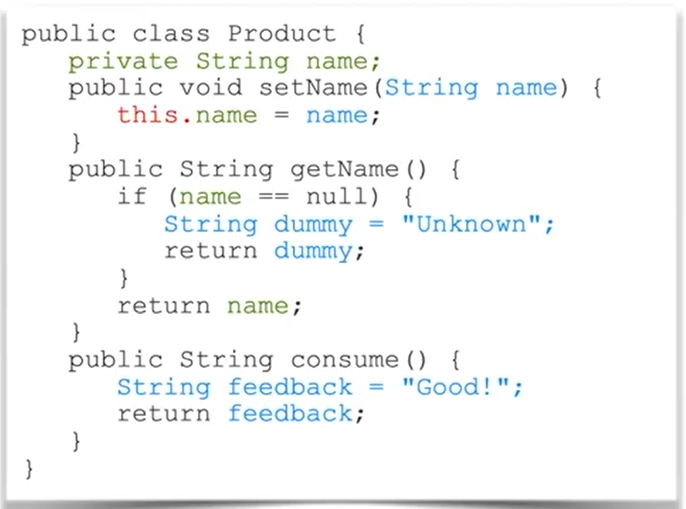 public class Product {
   private String name;
   public void setName(String name) {
      this.name = name;
   }
   public String getName() {
      if (name == null) {
         String dummy = "Unknown";
         return dummy;
      }
      return name;
   }
   public String consume() {
      String feedback = "Good!";
      return feedback;
   }
}